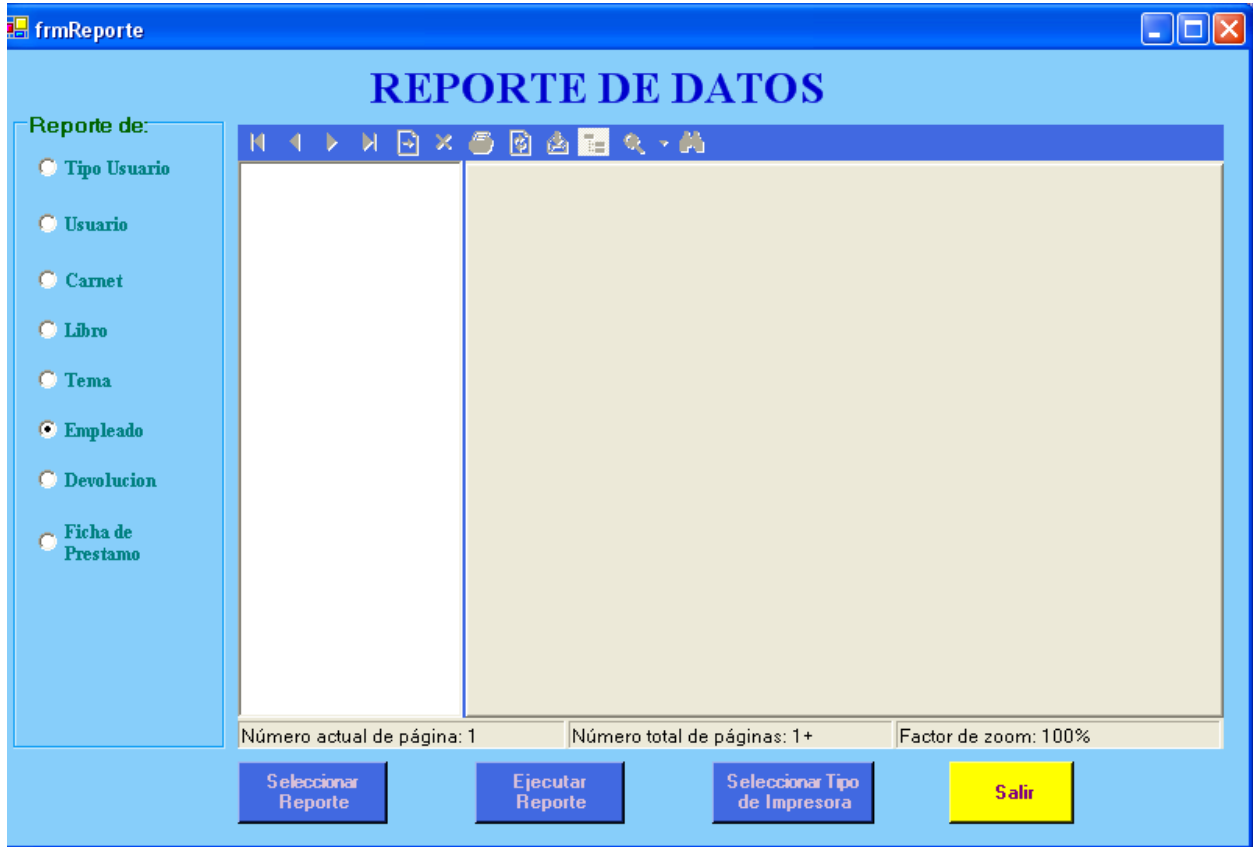 frmReporte
REPORTE DE DATOS
Reporte de:
Tipo Usuario
Usuario
Carnet
Libro
Tema
Empleado
Devolucion
Ficha de
Prestamo
Número actual de página: 1
Número total de páginas: 1+
Factor de zoom: 100%
Seleccionar
Reporte
Ejecutar
Reporte
Seleccionar Tipo
de Impresora
Salir